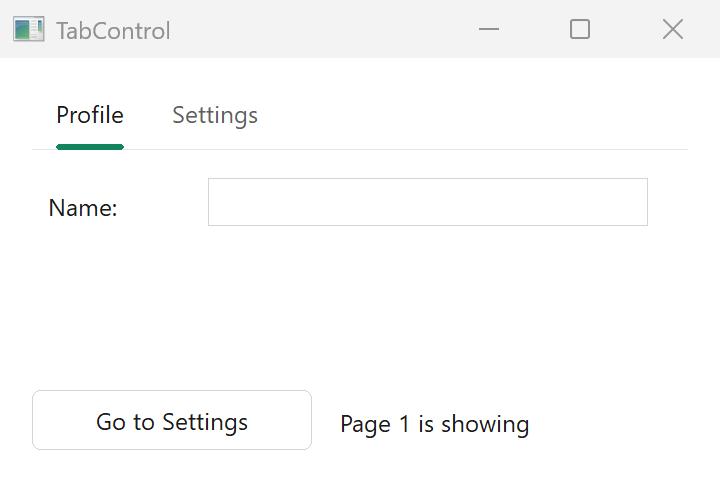 TabControl
Profile Settings
Name:
Go to Settings
Page 1 is showing